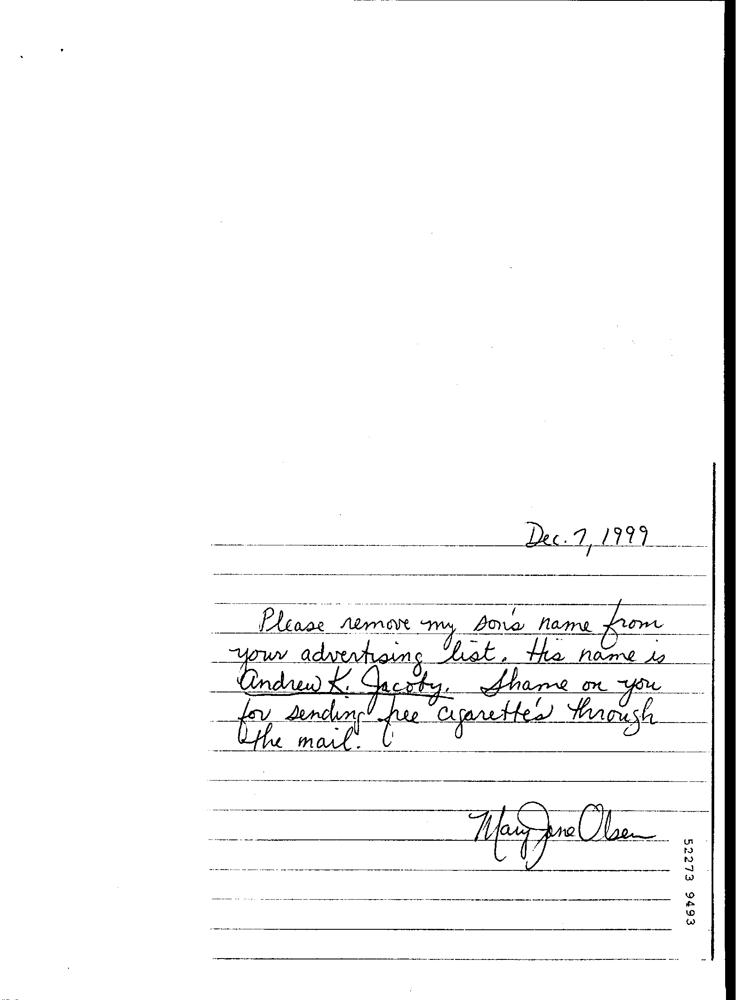 Dec. 7, 1999
Please remove my son's name from
your advertising list. His name is
Andrew K. Jacoby. Shame on you
for sending free cigarette's through
the mail.
Mary Jane Olsen
52273 9493